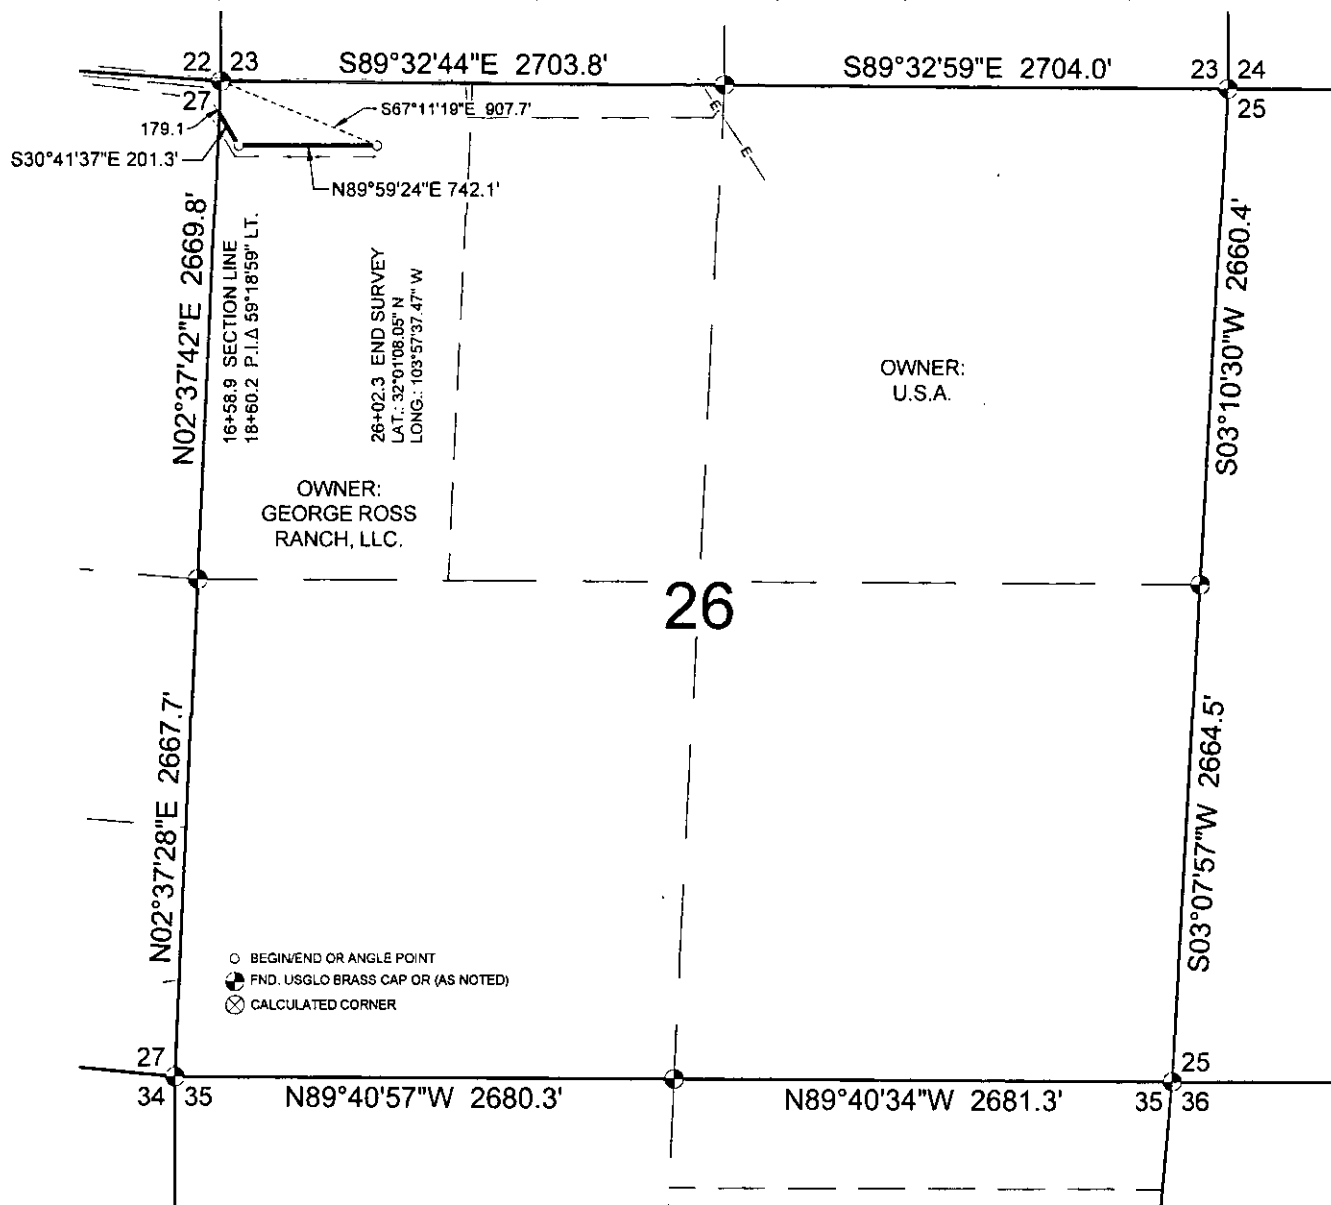 22 23
S89°32'44"E 2703.8'
S89°32'59"E 2704.0'
23 24
27
25
S67°11'19"E 907.7'
179.1
S30°41'37"E 201.3'
N89°59'24"E 742.1'
E
E
N02°37'42"E 2669.8'
16+58.9 SECTION LINE
18+60.2 P.I.Δ 59°18'59" LT.
26+02.3 END SURVEY
LAT.: 32°01'08.05" N
LONG.: 103°57'37.47" W
S03°10'30"W 2660.4'
OWNER:
U.S.A.
OWNER:
GEORGE ROSS
RANCH, LLC.
26
N02°37'28"E 2667.7'
S03°07'57"W 2664.5'
BEGIN/END OR ANGLE POINT
FND. USGLO BRASS CAP OR (AS NOTED)
CALCULATED CORNER
27
25
34 35
N89°40'57"W 2680.3'
N89°40'34"W 2681.3'
35 36